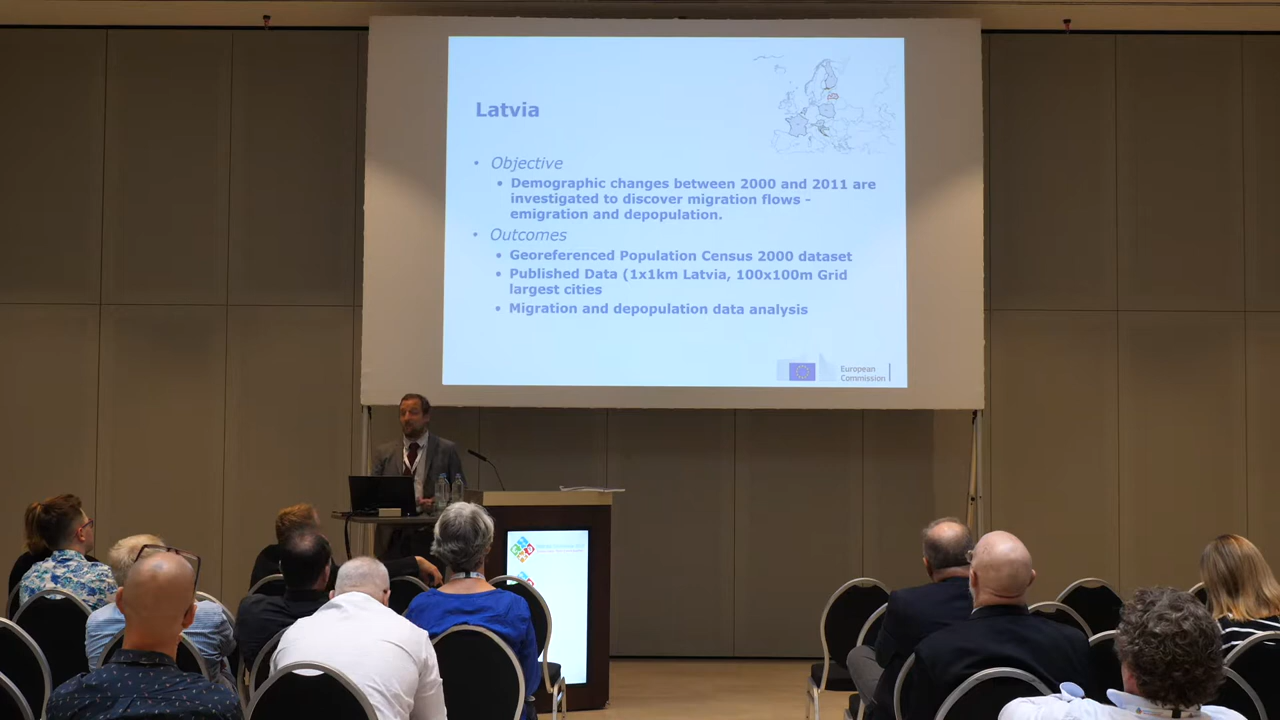 Latvia
• Objective
• Demographic changes between 2000 and 2011 are
investigated to discover migration flows -
emigration and depopulation.
• Outcomes
• Georeferenced Population Census 2000 dataset
• Published Data (1x1km Latvia, 100x100m Grid
largest cities
• Migration and depopulation data analysis
European
Commission